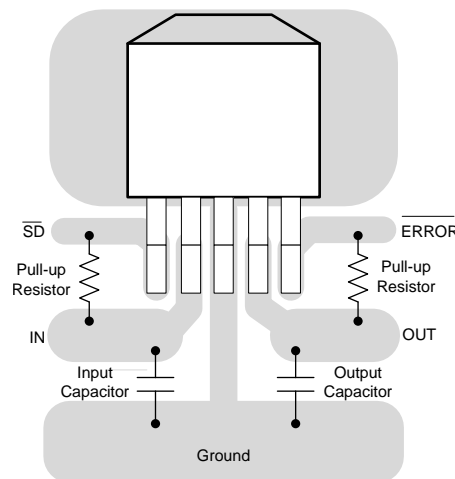 SD
ERROR
Pull-up
Resistor
Pull-up
Resistor
IN
OUT
Input
Capacitor
Output
Capacitor
Ground